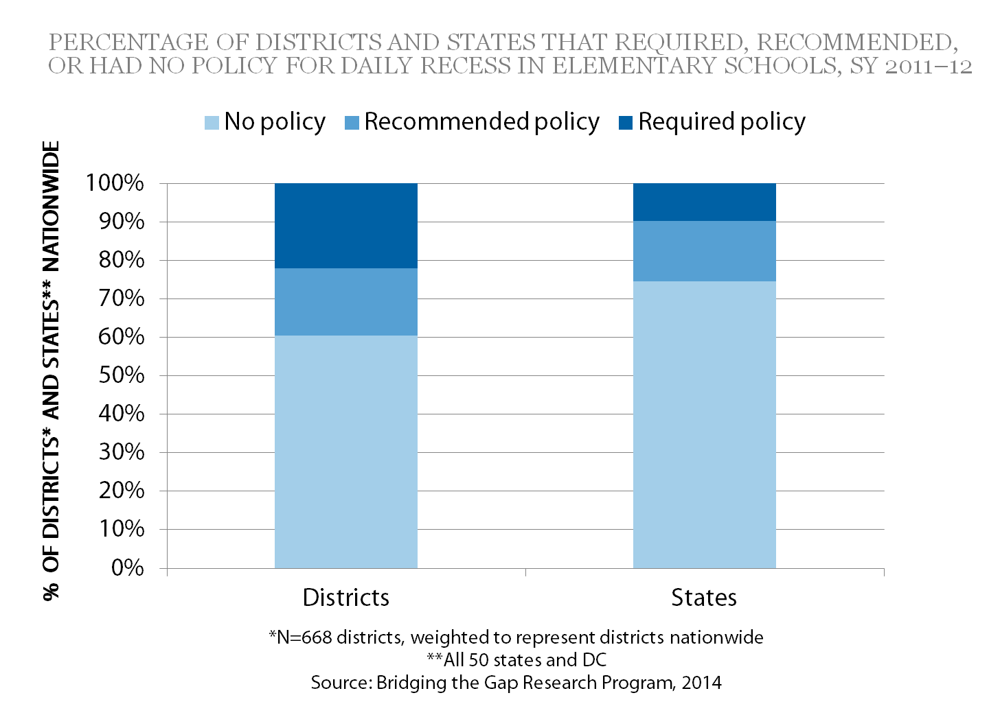 PERCENTAGE OF DISTRICTS AND STATES THAT REQUIRED, RECOMMENDED,
OR HAD NO POLICY FOR DAILY RECESS IN ELEMENTARY SCHOOLS, SY 2011–12
No policy Recommended policy Required policy
% OF DISTRICTS* AND STATES** NATIONWIDE
100%
90%
80%
70%
60%
50%
40%
30%
20%
10%
0%
Districts States
*N=668 districts, weighted to represent districts nationwide
**All 50 states and DC
Source: Bridging the Gap Research Program, 2014